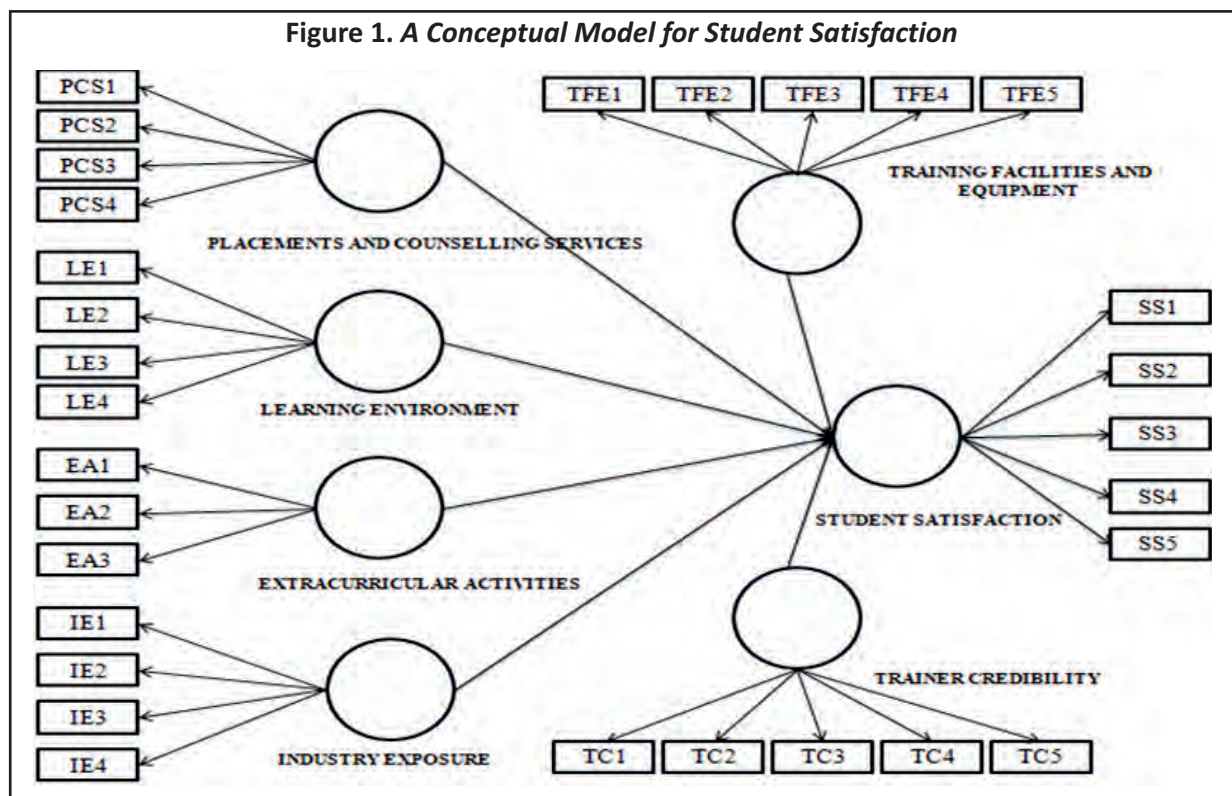 Figure 1. A Conceptual Model for Student Satisfaction
PCS1
PCS2
PCS3
PCS4
PLACEMENTS AND COUNSELLING SERVICES
TFE1
TFE2
TFE3
TFE4
TFE5
TRAINING FACILITIES AND
EQUIPMENT
LE1
LE2
LE3
LE4
LEARNING ENVIRONMENT
SS1
SS2
SS3
SS4
SS5
STUDENT SATISFACTION
EA1
EA2
EA3
EXTRACURRICULAR ACTIVITIES
IE1
IE2
IE3
IE4
INDUSTRY EXPOSURE
TRAINER CREDIBILITY
TC1
TC2
TC3
TC4
TC5